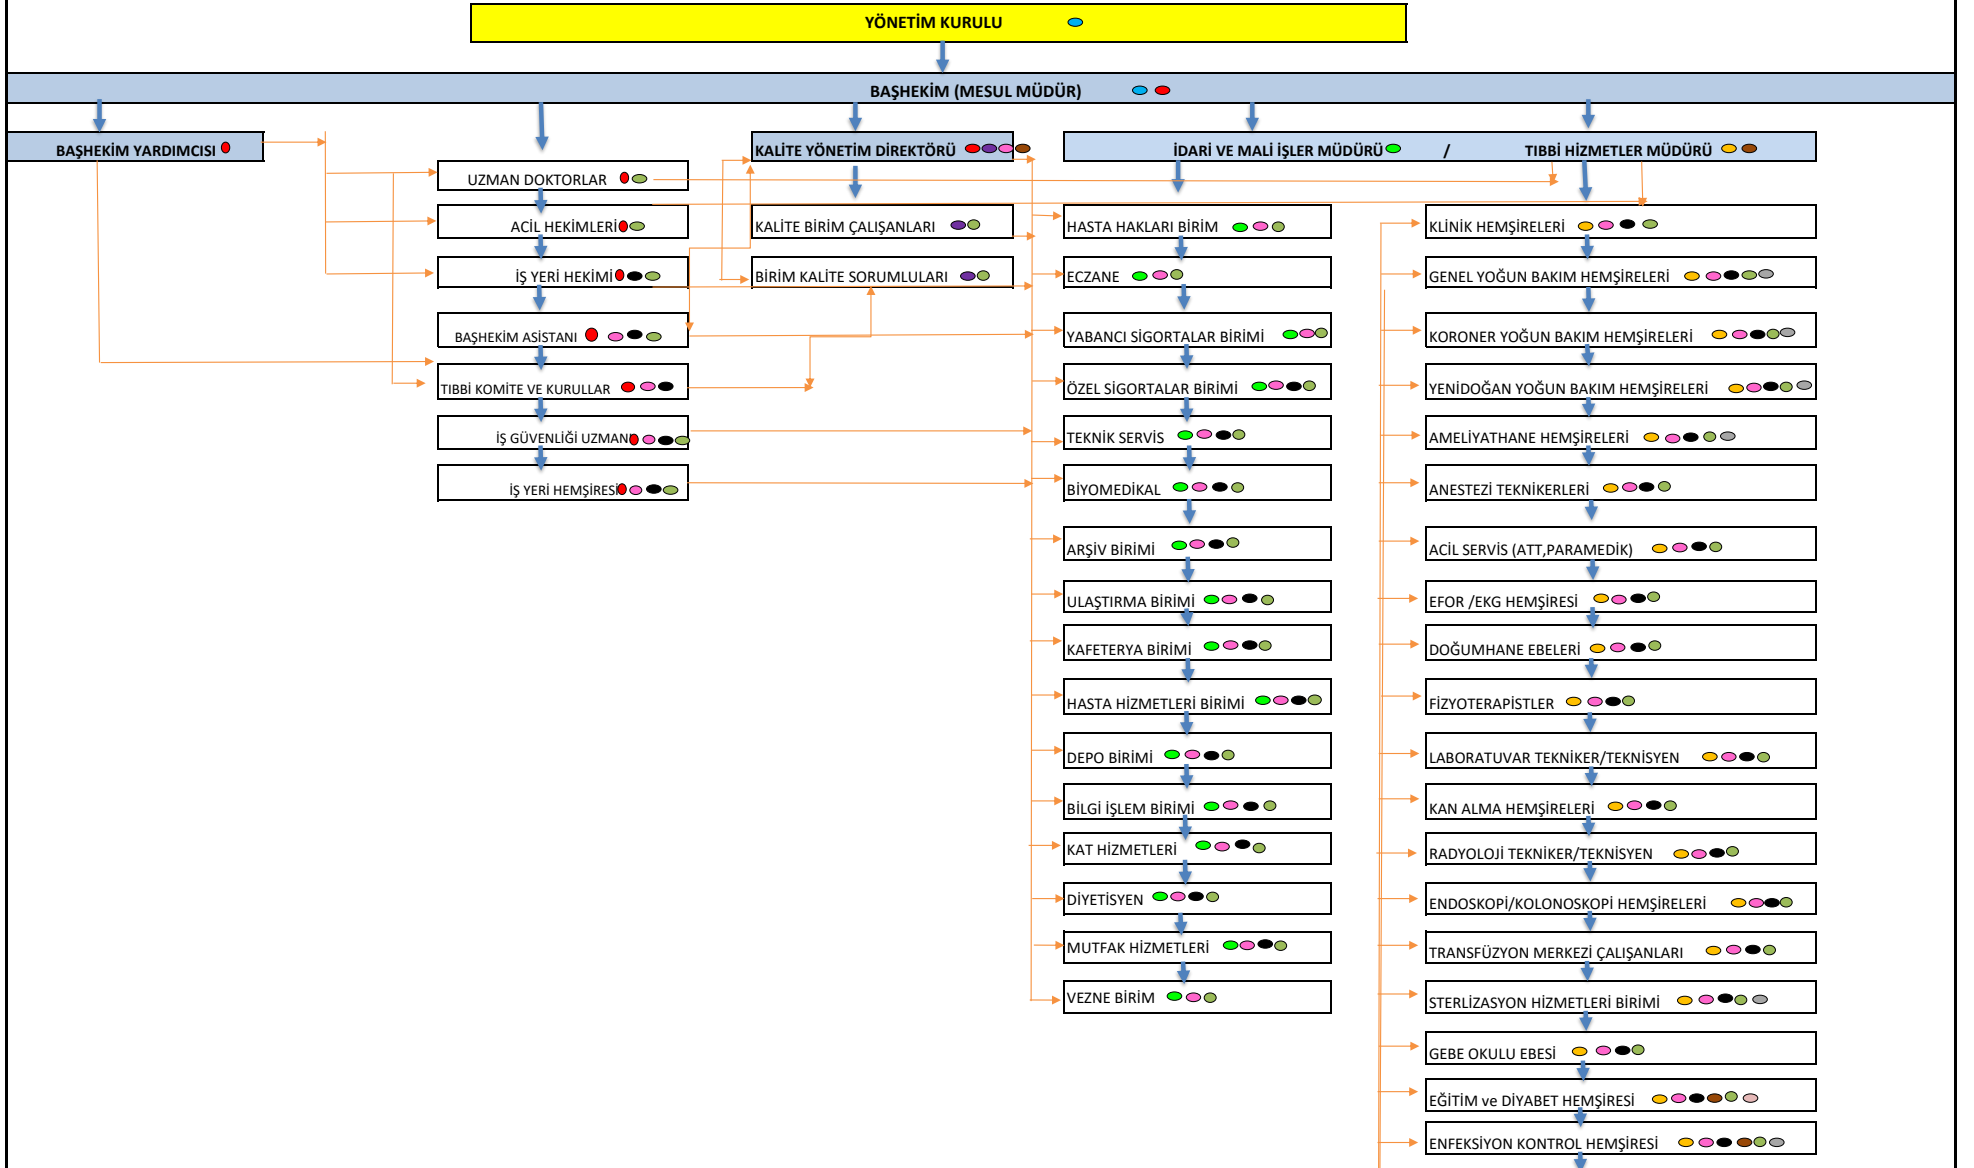 YÖNETİM KURULU
BAŞHEKİM (MESUL MÜDÜR)
BAŞHEKİM YARDIMCISI
UZMAN DOKTORLAR
ACİL HEKİMLERİ
İŞ YERİ HEKİMİ
BAŞHEKİM ASİSTANI
TIBBİ KOMİTE VE KURULLAR
İŞ GÜVENLİĞİ UZMANI
İŞ YERİ HEMŞİRESİ
KALİTE YÖNETİM DİREKTÖRÜ
KALİTE BİRİM ÇALIŞANLARI
BİRİM KALİTE SORUMLULARI
İDARİ VE MALİ İŞLER MÜDÜRÜ / TIBBİ HİZMETLER MÜDÜRÜ
HASTA HAKLARI BİRİM
ECZANE
YABANCI SİGORTALAR BİRİMİ
ÖZEL SİGORTALAR BİRİMİ
TEKNİK SERVİS
BİYOMEDİKAL
ARŞİV BİRİMİ
ULAŞTIRMA BİRİMİ
KAFETERYA BİRİMİ
HASTA HİZMETLERİ BİRİMİ
DEPO BİRİMİ
BİLGİ İŞLEM BİRİMİ
KAT HİZMETLERİ
DİYETİSYEN
MUTFAK HİZMETLERİ
VEZNE BİRİM
KLİNİK HEMŞİRELERİ
GENEL YOĞUN BAKIM HEMŞİRELERİ
KORONER YOĞUN BAKIM HEMŞİRELERİ
YENİDOĞAN YOĞUN BAKIM HEMŞİRELERİ
AMELİYATHANE HEMŞİRELERİ
ANESTEZİ TEKNİKERLERİ
ACİL SERVİS (ATT,PARAMEDİK)
EFOR /EKG HEMŞİRESİ
DOĞUMHANE EBELERİ
FİZYOTERAPİSTLER
LABORATUVAR TEKNİKER/TEKNİSYEN
KAN ALMA HEMŞİRELERİ
RADYOLOJİ TEKNİKER/TEKNİSYEN
ENDOSKOPİ/KOLONOSKOPİ HEMŞİRELERİ
TRANSFÜZYON MERKEZİ ÇALIŞANLARI
STERLİZASYON HİZMETLERİ BİRİMİ
GEBE OKULU EBESİ
EĞİTİM ve DİYABET HEMŞİRESİ
ENFEKSİYON KONTROL HEMŞİRESİ